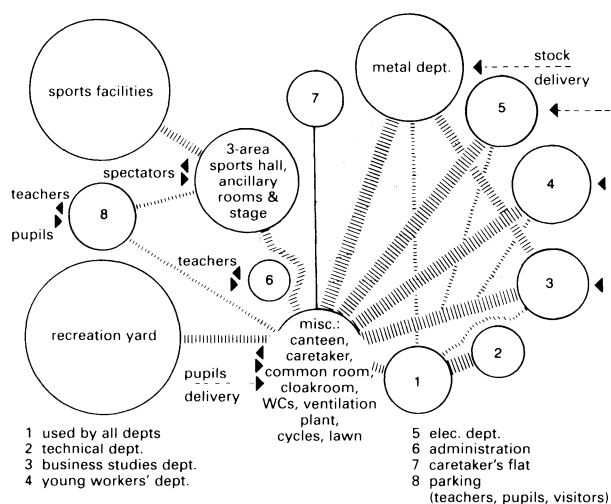 sports facilities
7
metal dept.
stock
delivery
5
3-area
sports hall,
ancillary
rooms &
stage
spectators
teachers
8
pupils
4
teachers
6
3
recreation yard
misc.:
canteen,
caretaker,
common room,
cloakroom,
WCs, ventilation
plant,
cycles, lawn
pupils
delivery
2
1
1 used by all depts
2 technical dept.
3 business studies dept.
4 young workers' dept.
5 elec. dept.
6 administration
7 caretaker's flat
8 parking
(teachers, pupils, visitors)